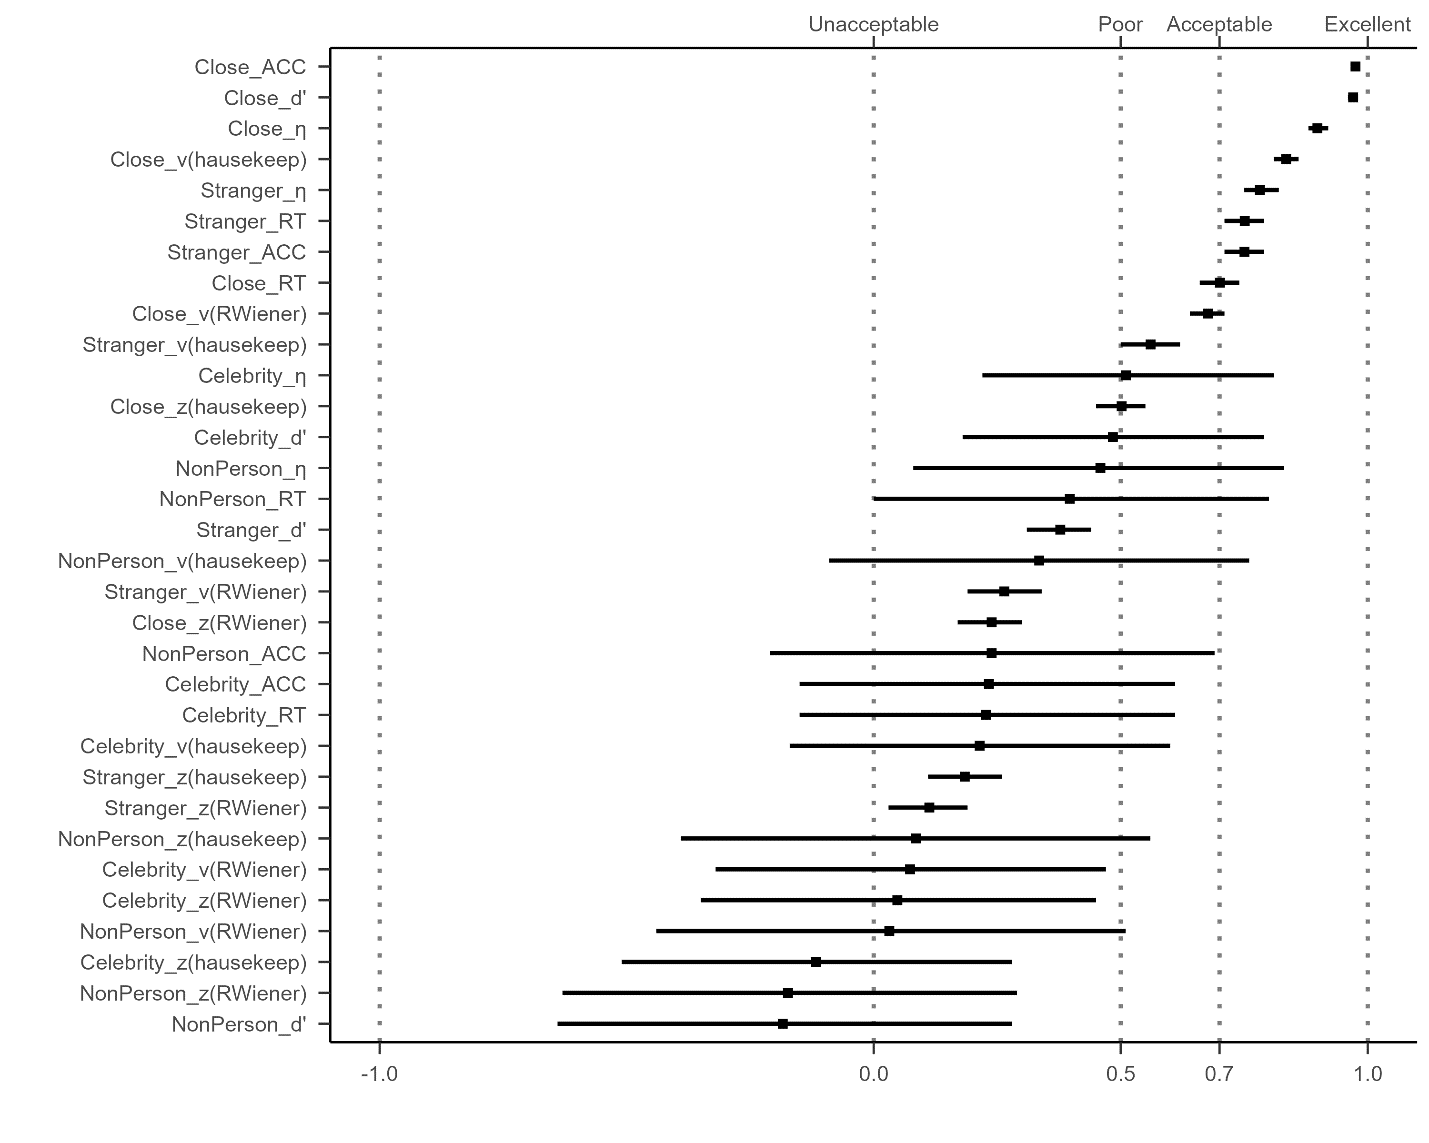 Unacceptable Poor Acceptable Excellent
Close_ACC
Close_d'
Close_η
Close_v(hausekeep)
Stranger_η
Stranger_RT
Stranger_ACC
Close_RT
Close_v(RWiener)
Stranger_v(hausekeep)
Celebrity_η
Close_z(hausekeep)
Celebrity_d'
NonPerson_η
NonPerson_RT
Stranger_d'
NonPerson_v(hausekeep)
Stranger_v(RWiener)
Close_z(RWiener)
NonPerson_ACC
Celebrity_ACC
Celebrity_RT
Celebrity_v(hausekeep)
Stranger_z(hausekeep)
Stranger_z(RWiener)
NonPerson_z(hausekeep)
Celebrity_v(RWiener)
Celebrity_z(RWiener)
NonPerson_v(RWiener)
Celebrity_z(hausekeep)
NonPerson_z(RWiener)
NonPerson_d'
-1.0 0.0 0.5 0.7 1.0